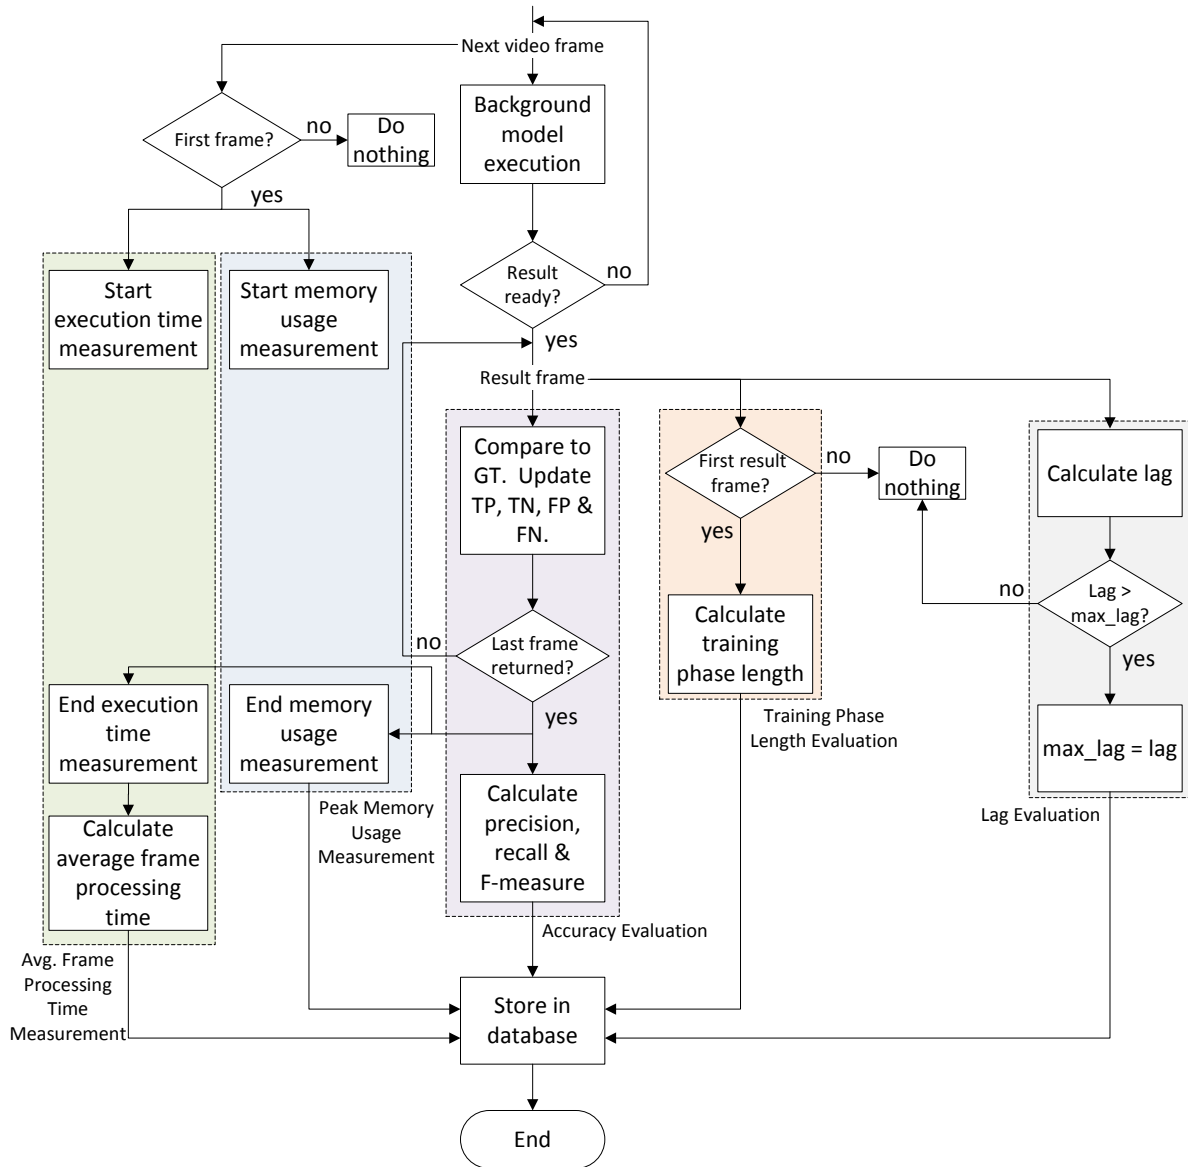 Next video frame
First frame?
no
Do
nothing
yes
Background
model
execution
Result
ready?
no
yes
Start
execution time
measurement
Start memory
usage
measurement
Result frame
Compare to
GT.  Update
TP, TN, FP &
FN.
First result
frame?
no
Do
nothing
yes
Calculate lag
Lag >
max_lag?
no
yes
Calculate
training
phase length
Last frame
returned?
no
yes
End execution
time
measurement
End memory
usage
measurement
Training Phase
Length Evaluation
max_lag = lag
Calculate
precision,
recall &
F-measure
Peak Memory
Usage
Measurement
Lag Evaluation
Calculate
average frame
processing
time
Accuracy Evaluation
Avg. Frame
Processing
Time
Measurement
Store in
database
End